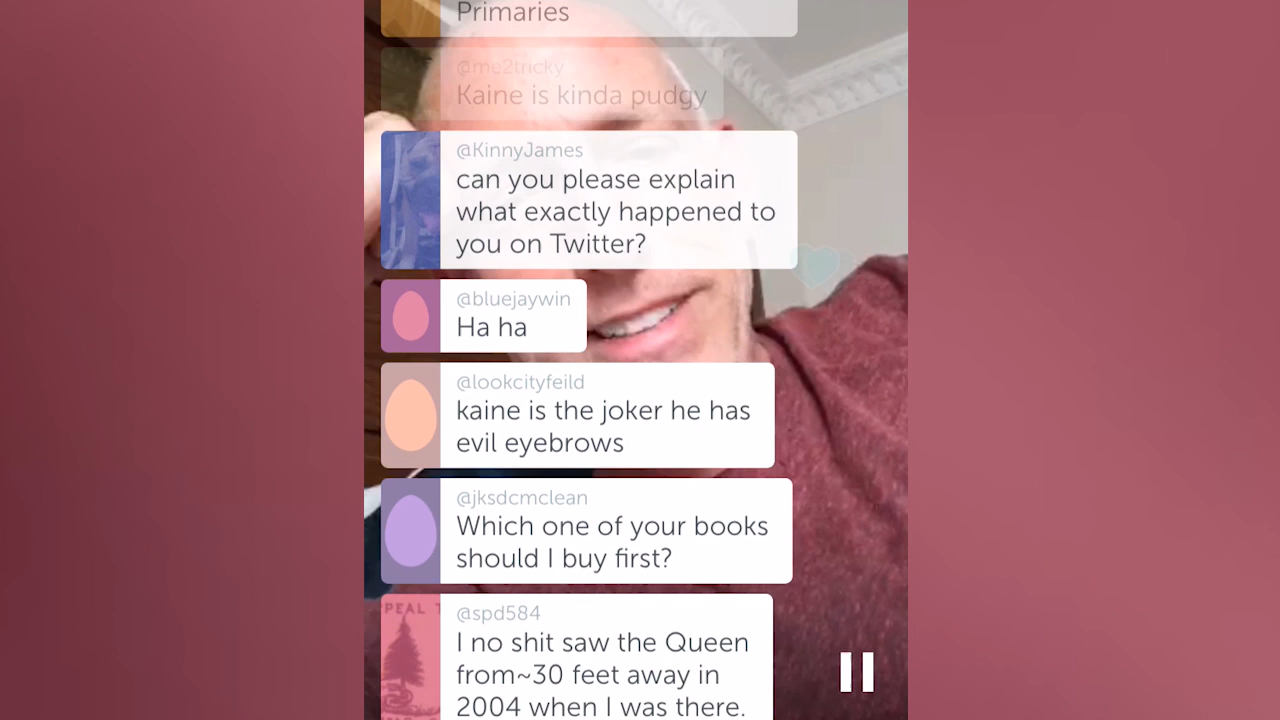 Primaries
@me2tricky
Kaine is kinda pudgy
@KinnyJames
can you please explain
what exactly happened to
you on Twitter?
@bluejaywin
Ha ha
@lookcityfeild
kaine is the joker he has
evil eyebrows
@jksdcmclean
Which one of your books
should I buy first?
PPEAL T
@spd584
I no shit saw the Queen
from~30 feet away in
2004 when I was there.